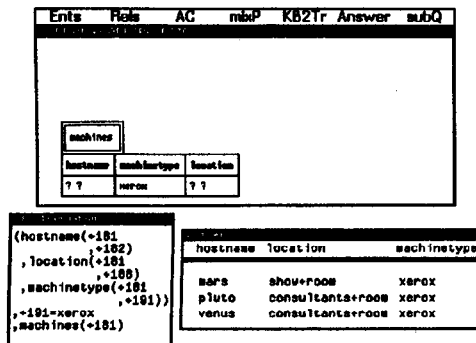 Ents Rels AC mixP KB2Tr Answer subQ
machines
hostname machinetype location
? ? xerox ? ?
(hostname(+181
,+182)
,location(+181
,+188)
,machinetype(+181
,+191))
,+191=xerox
,machines(+181)
hostname location machinetype
mars show+room xerox
pluto consultants+room xerox
venus consultants+room xerox